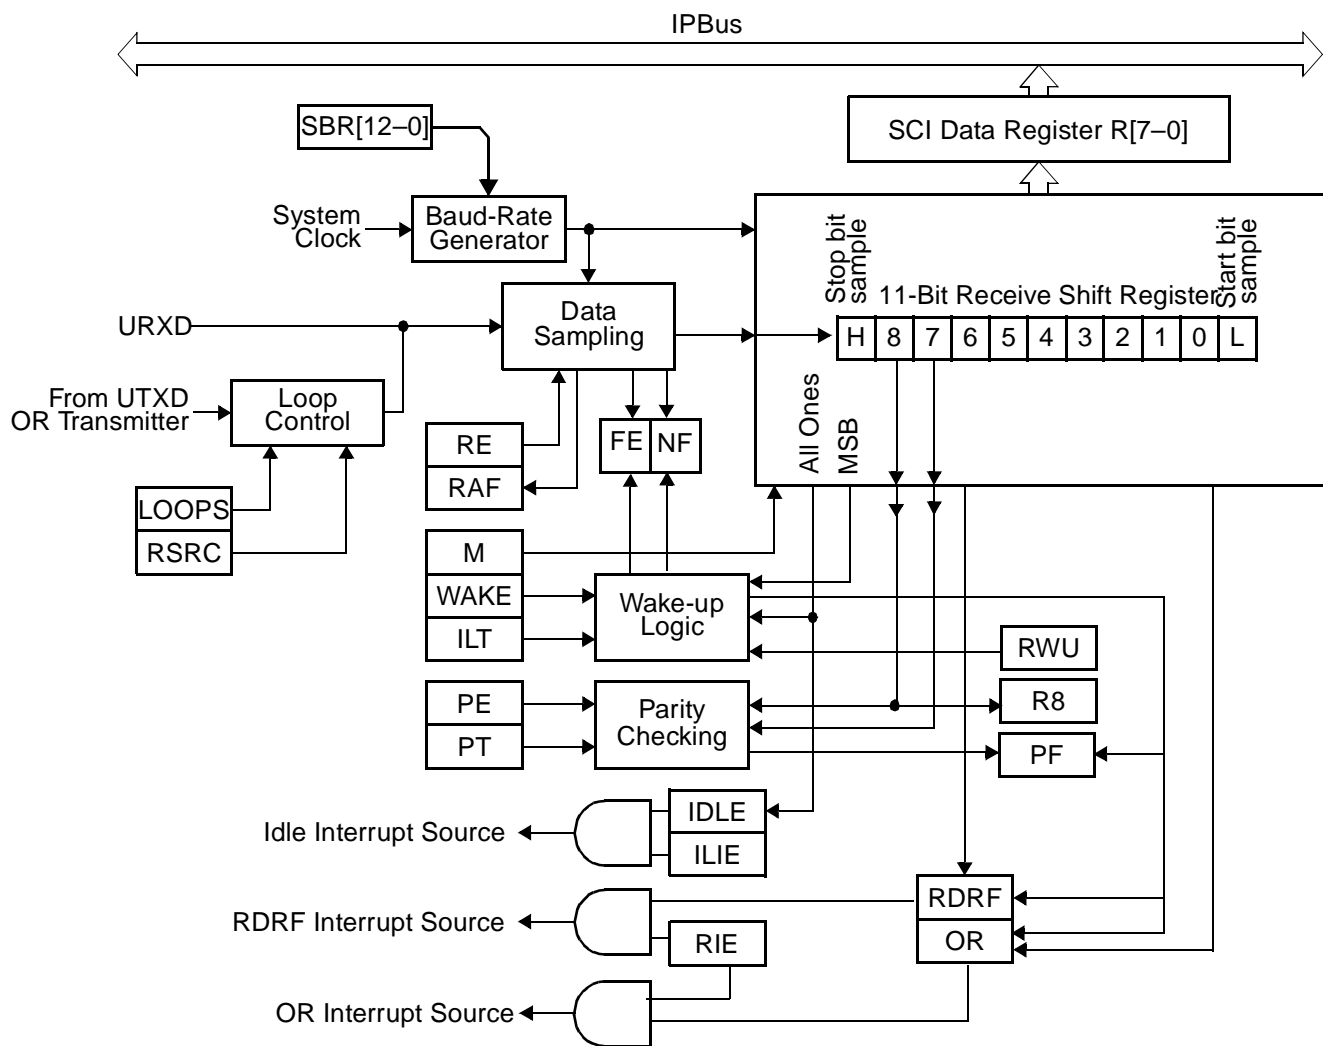 IPBus
SBR[12–0]
SCI Data Register R[7–0]
System
Clock
Baud-Rate
Generator
Stop bit
sample
Start bit
sample
11-Bit Receive Shift Register
H 8 7 6 5 4 3 2 1 0 L
URXD
Data
Sampling
From UTXD
OR Transmitter
Loop
Control
All Ones
MSB
RE
RAF
FE NF
LOOPS
RSRC
M
WAKE
ILT
Wake-up
Logic
RWU
PE
PT
Parity
Checking
R8
PF
Idle Interrupt Source
IDLE
ILIE
RDRF Interrupt Source
RIE
RDRF
OR
OR Interrupt Source